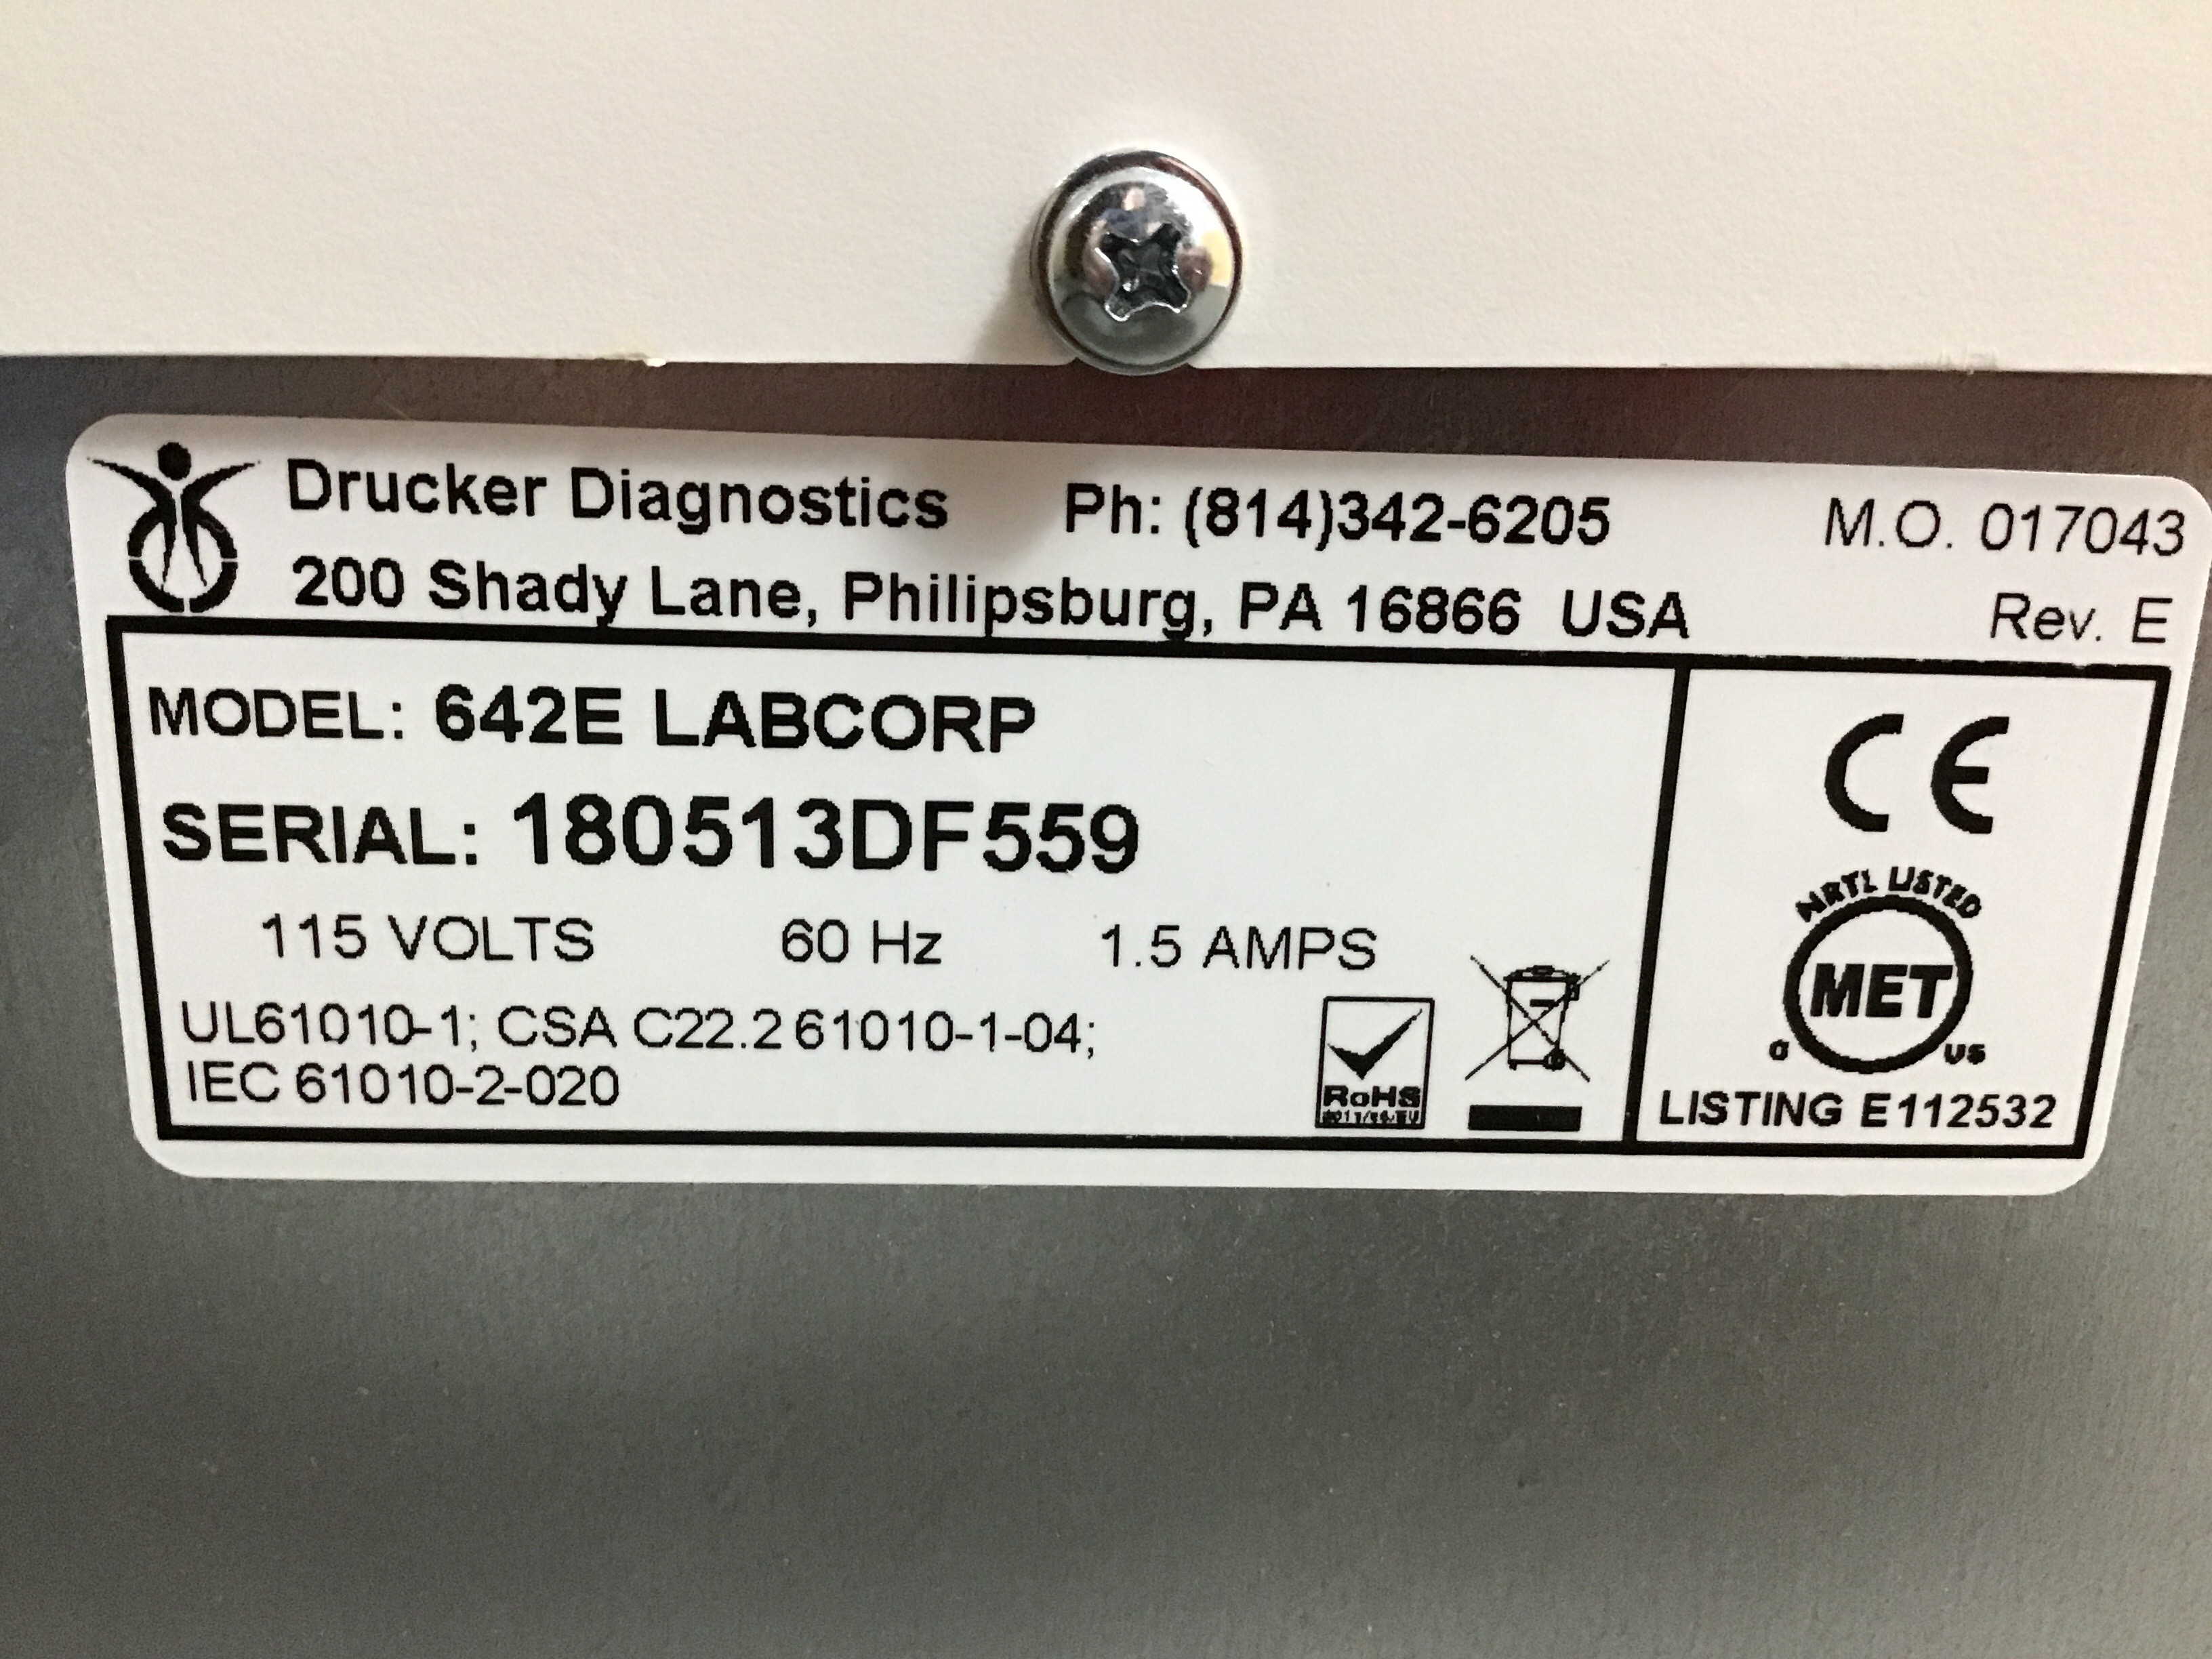 Drucker Diagnostics Ph: (814)342-6205 M.O. 017043
200 Shady Lane, Philipsburg, PA 16866 USA Rev. E
MODEL: 642E LABCORP
SERIAL: 180513DF559
115 VOLTS 60 Hz 1.5 AMPS
UL61010-1; CSA C22.2 61010-1-04;
IEC 61010-2-020
RoHS
CE
NRTL LISTED
MET
C US
LISTING E112532